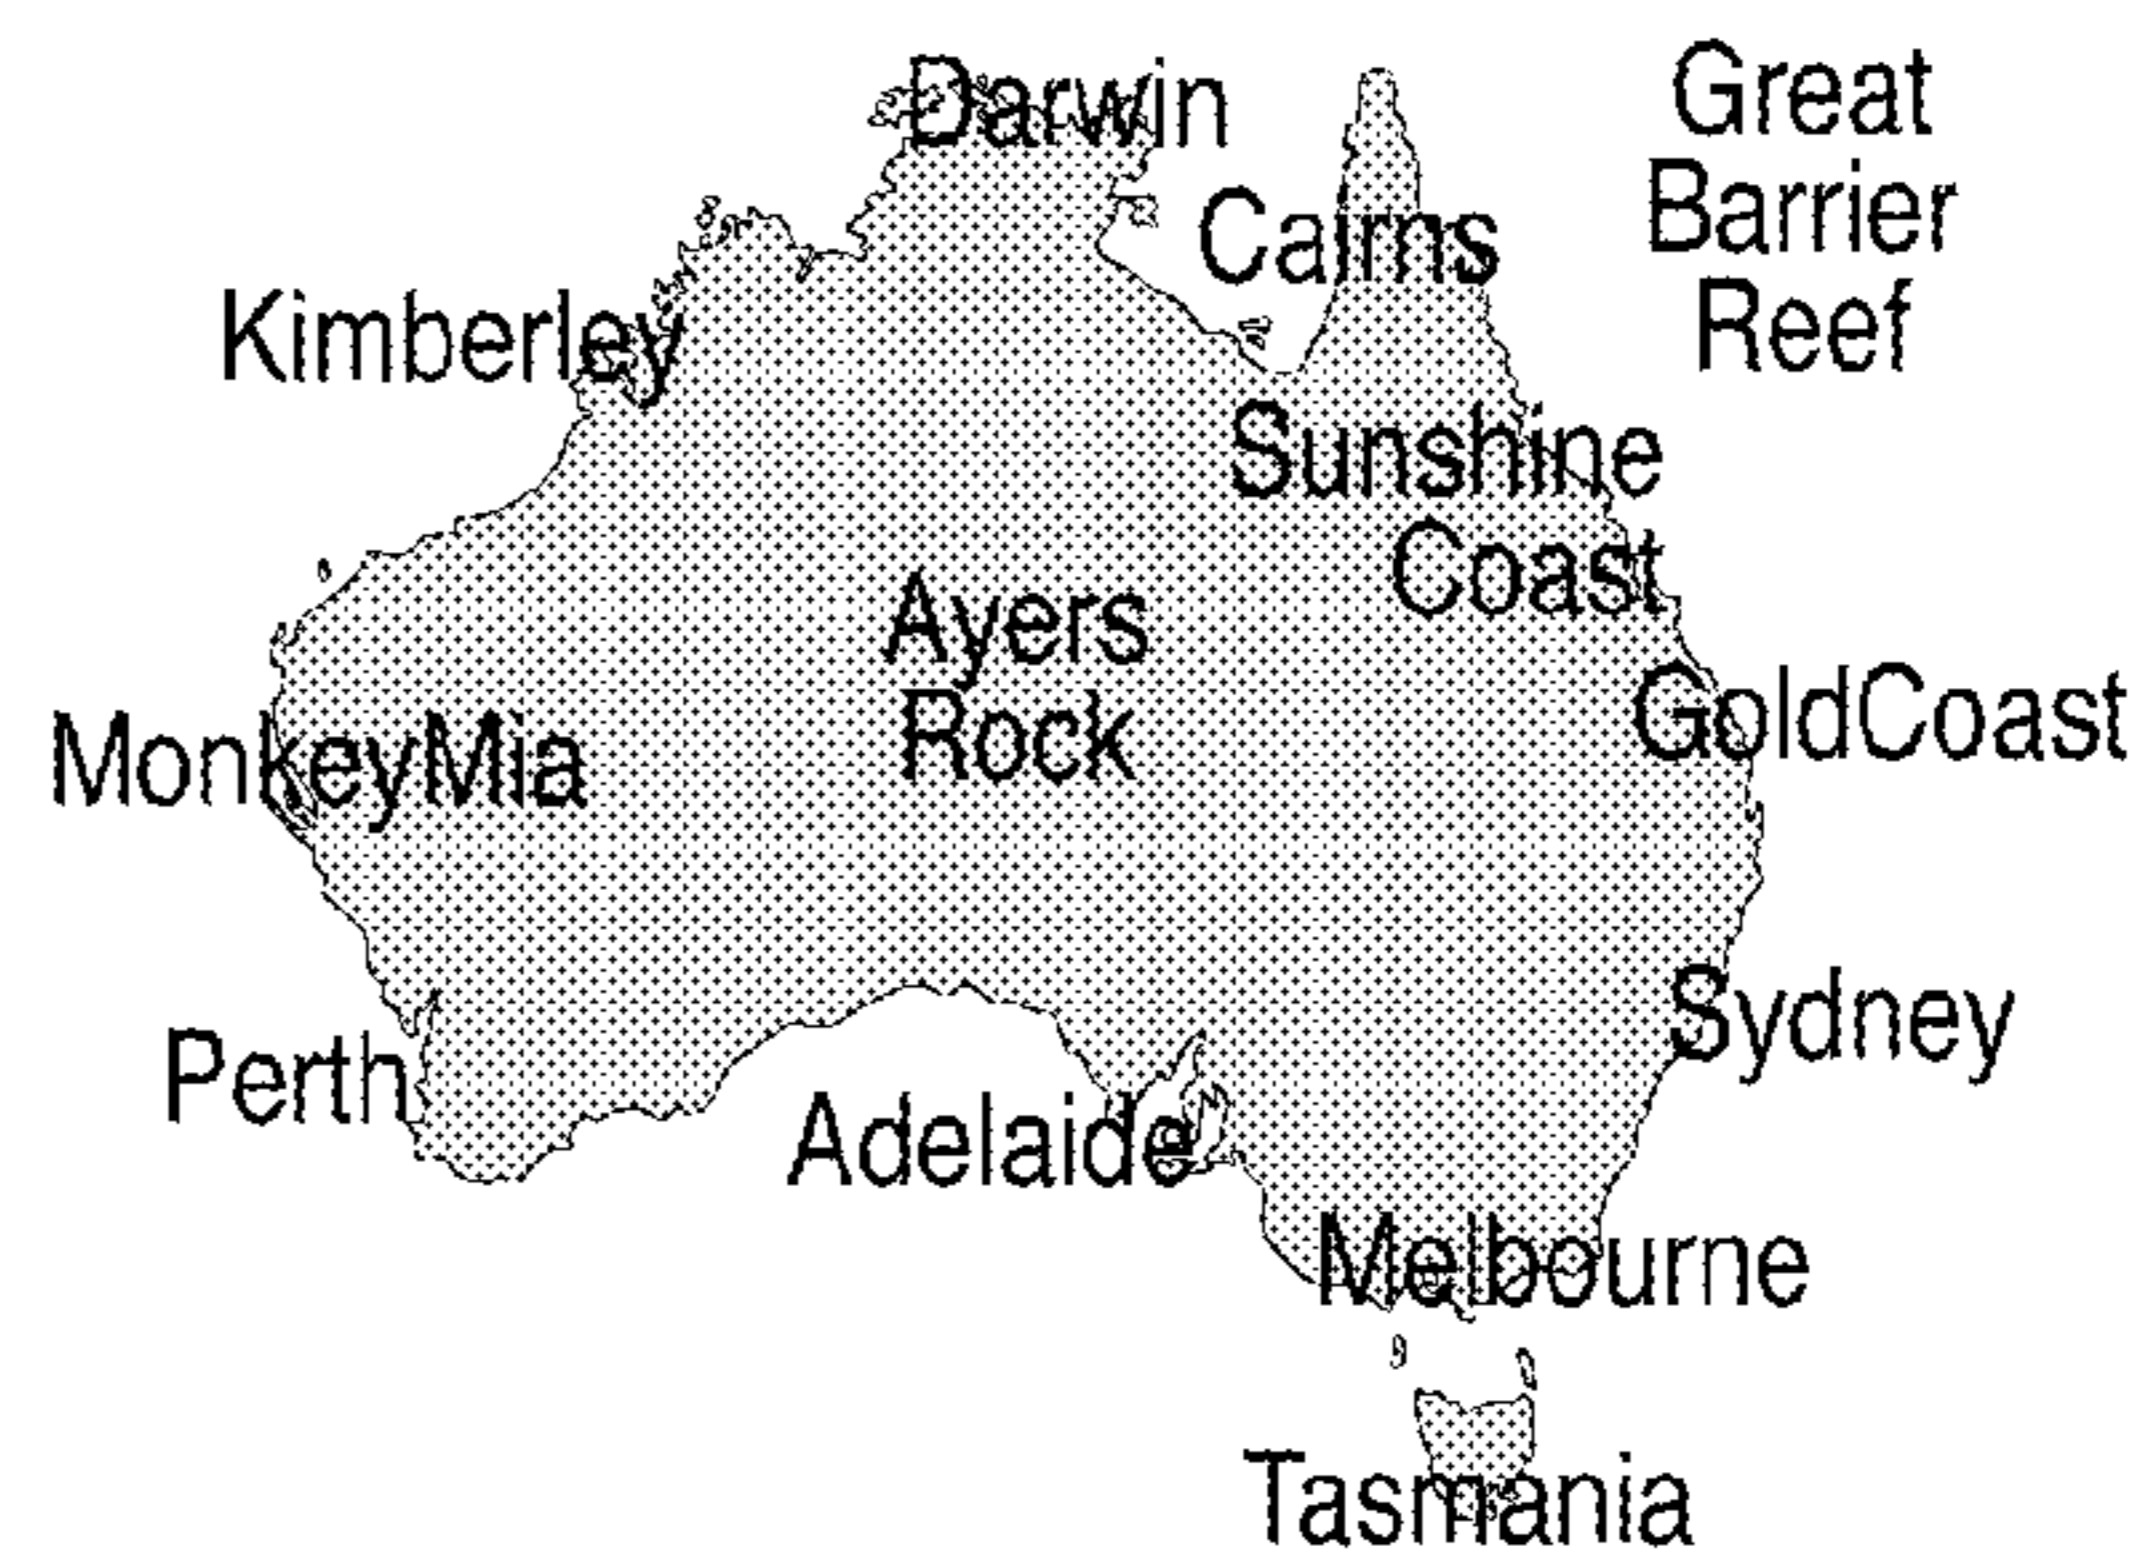 Darwin
Great
Barrier
Reef
Cairns
Kimberley
Sunshine
Coast
Ayers
Rock
GoldCoast
MonkeyMia
Sydney
Perth
Adelaide
Melbourne
Tasmania